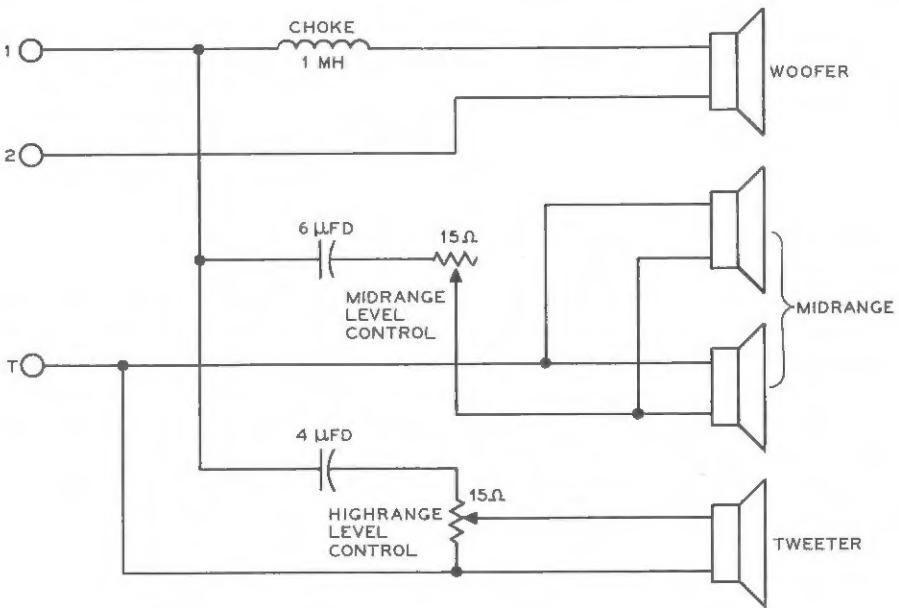 CHOKE
1
1 MH
WOOFER
2
6 µFD
15Ω
MIDRANGE
LEVEL
CONTROL
MIDRANGE
T
4 µFD
15Ω
HIGHRANGE
LEVEL
CONTROL
TWEETER